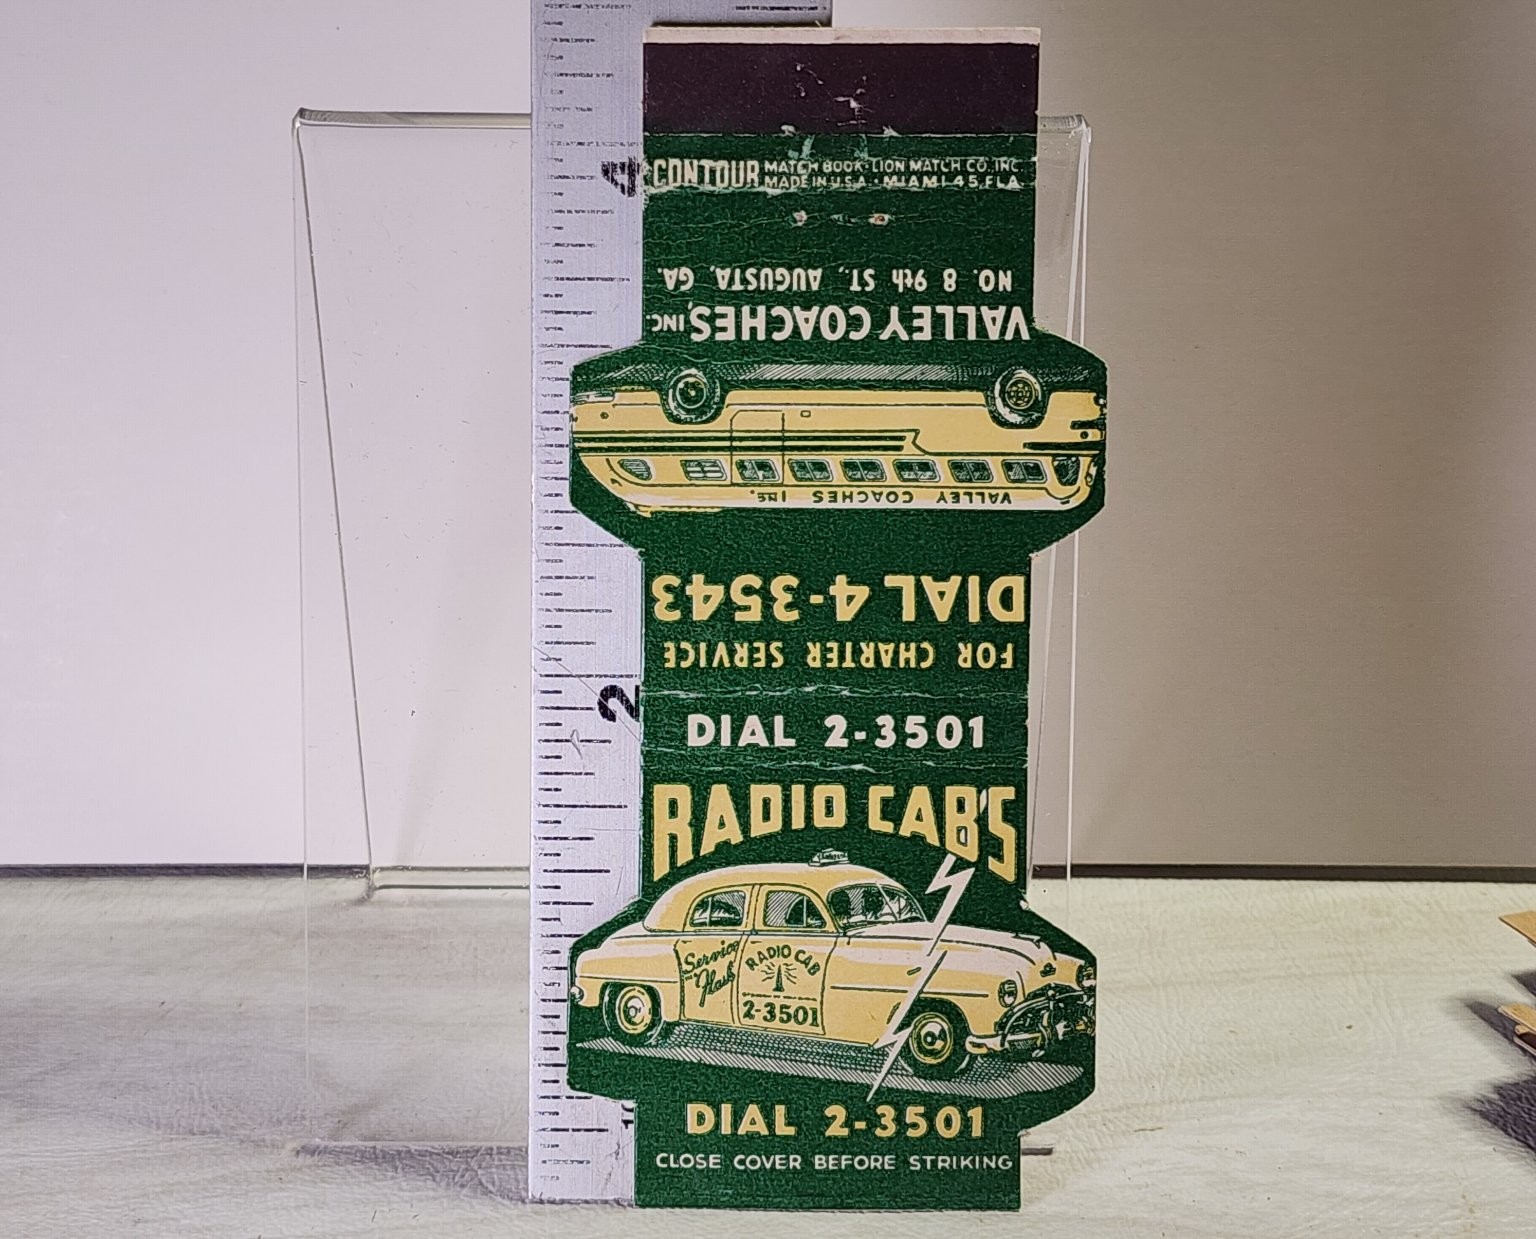 4
CONTOUR MATCH BOOK · LION MATCH CO., INC.
MADE IN U.S.A. · MIAMI 45, FLA.
NO. 8 9th ST., AUGUSTA, GA.
VALLEY COACHES, INC.
VALLEY COACHES INC.
DIAL 4-3543
FOR CHARTER SERVICE
2
DIAL 2-3501
RADIO CAB'S
Service
Flash
RADIO CAB
2-3501
DIAL 2-3501
CLOSE COVER BEFORE STRIKING